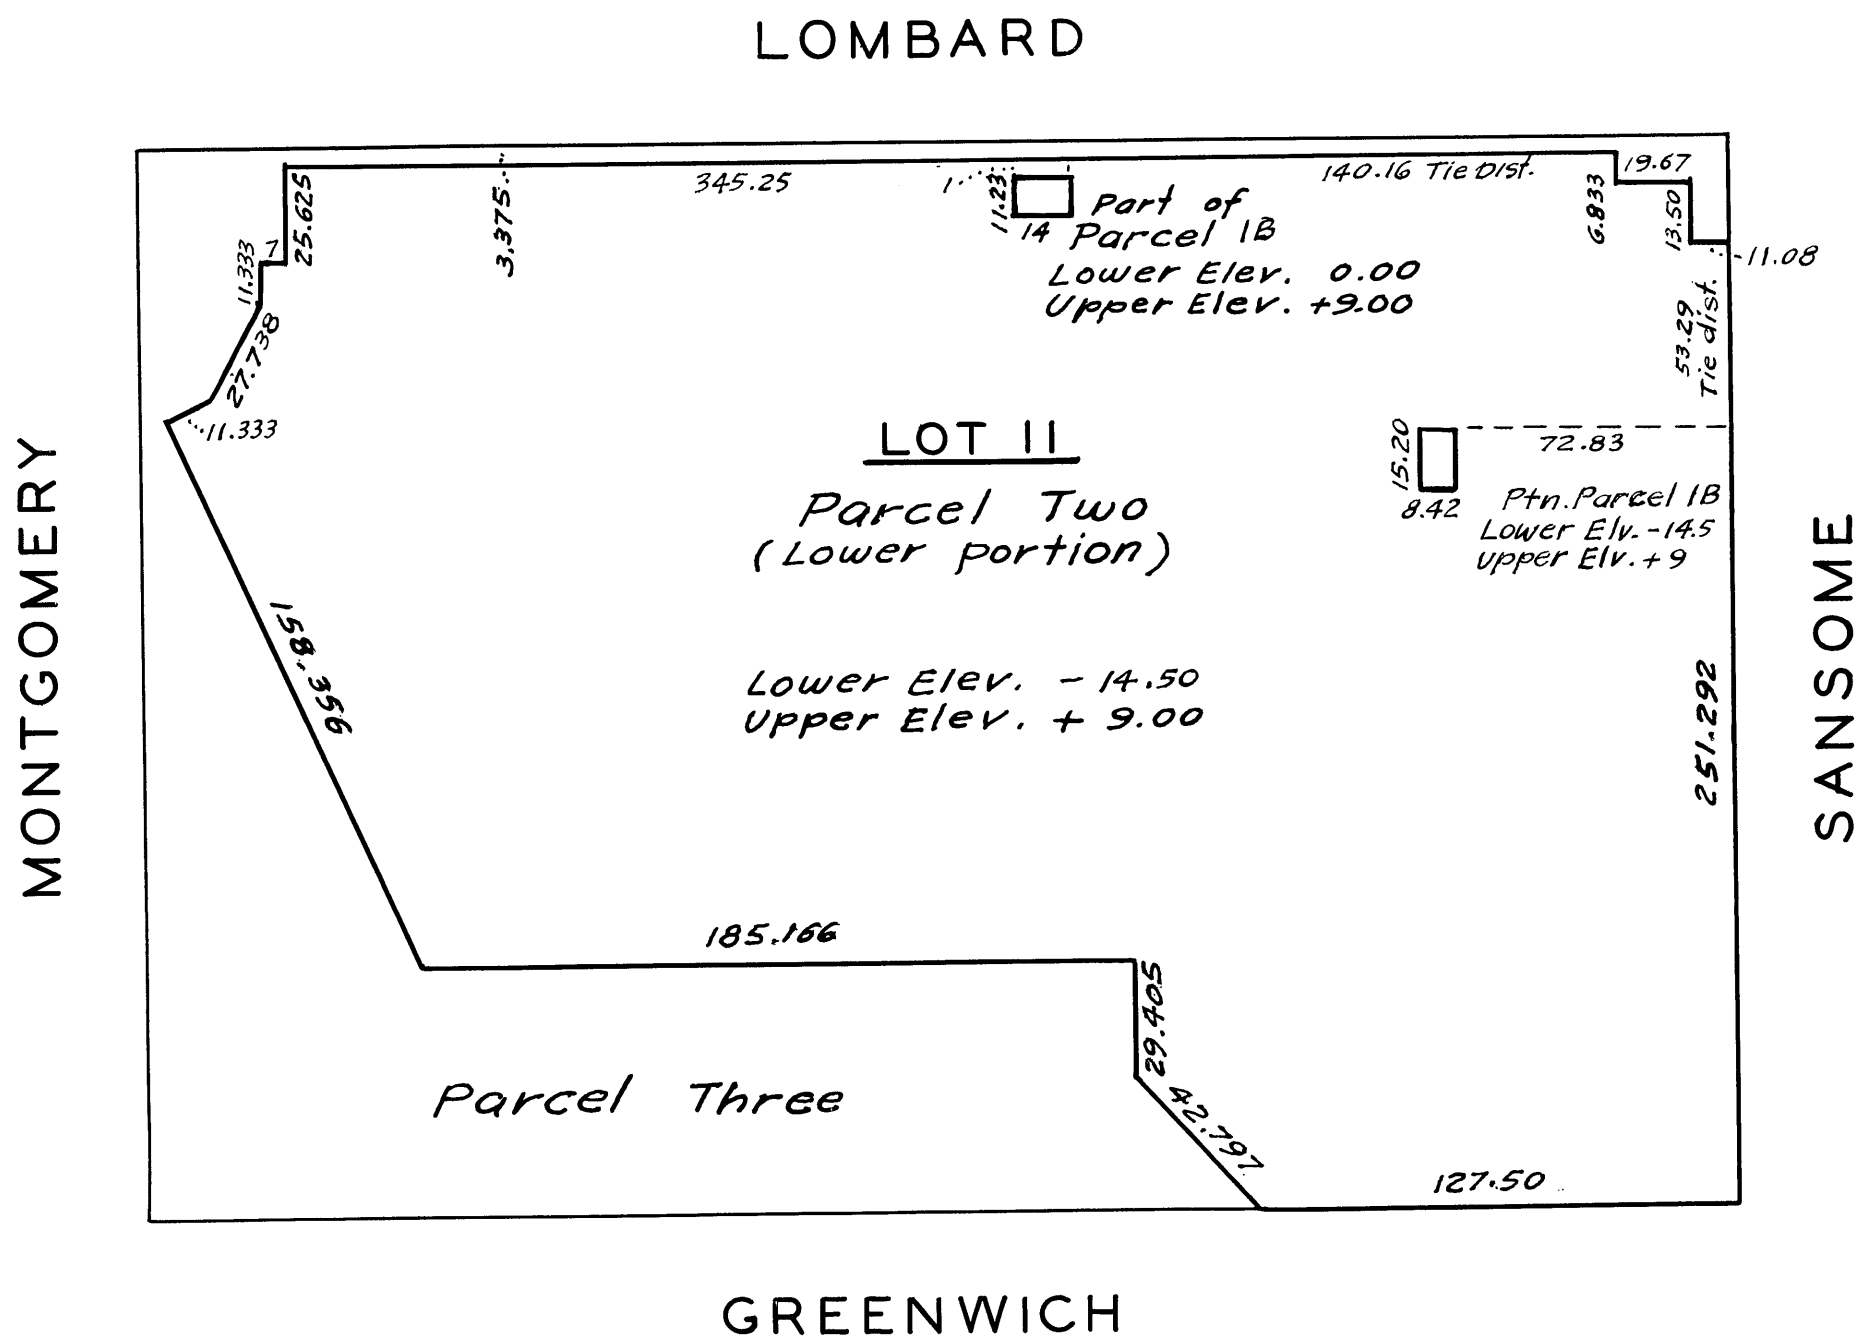 LOMBARD
345.25
1
140.16 Tie Dist.
19.67
25.625
3.375
11.23
14
Part of
Parcel 1B
Lower Elev. 0.00
Upper Elev. +9.00
6.833
13.50
11.08
7
11.333
27.738
11.333
53.29
Tie dist.
LOT 11
Parcel Two
(Lower portion)
15.20
8.42
72.83
Ptn. Parcel 1B
Lower Elv. -14.5
Upper Elv. +9
MONTGOMERY
SANSOME
158.356
Lower Elev. - 14.50
Upper Elev. + 9.00
251.292
185.166
29.405
42.797
Parcel Three
127.50
GREENWICH